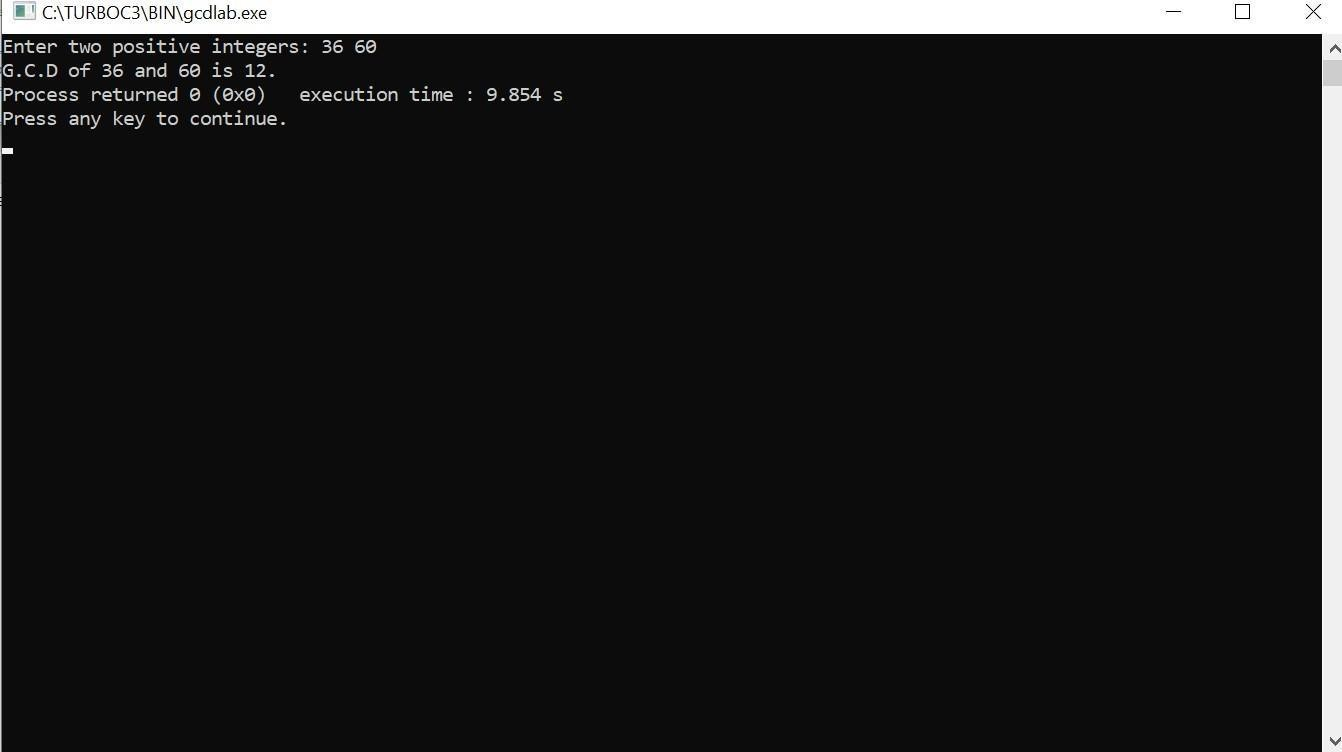 C:\TURBOC3\BIN\gcdlab.exe
Enter two positive integers: 36 60
G.C.D of 36 and 60 is 12.
Process returned 0 (0x0)   execution time : 9.854 s
Press any key to continue.